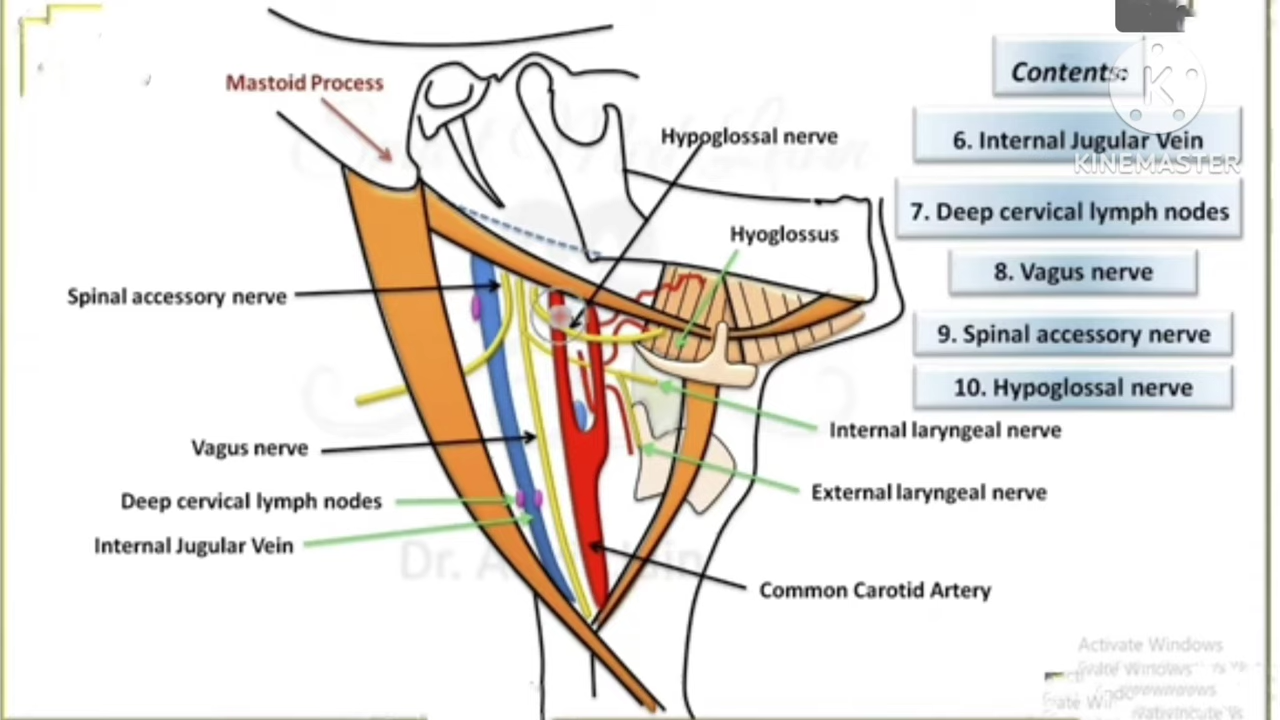 Mastoid Process
Contents:
Hypoglossal nerve
6. Internal Jugular Vein
KINEMASTER
7. Deep cervical lymph nodes
Hyoglossus
8. Vagus nerve
Spinal accessory nerve
9. Spinal accessory nerve
10. Hypoglossal nerve
Internal laryngeal nerve
Vagus nerve
External laryngeal nerve
Deep cervical lymph nodes
Internal Jugular Vein
Dr. A
Common Carotid Artery
Activate Windows